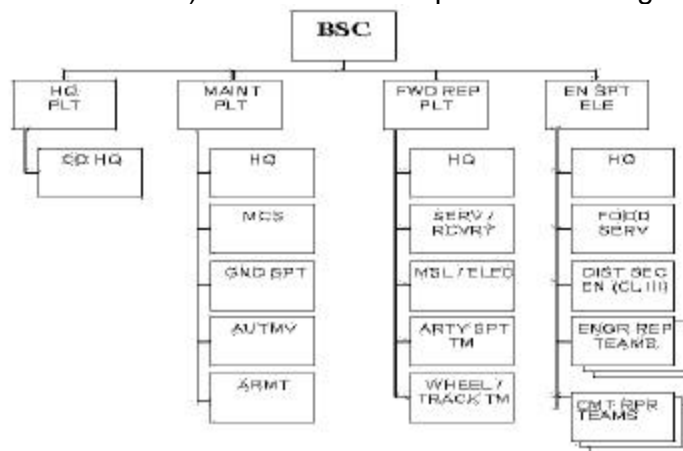 BSC
HQ
PLT
MAINT
PLT
FWD REP
PLT
EN SPT
ELE
CO HQ
HQ
HQ
HQ
MCS
SERV /
RCVRY
FOOD
SERV
GND SPT
MSL / ELEC
DIST SEC
EN (CL III)
AUTMV
ARTY SPT
TM
ENGR REP
TEAMS
ARMT
WHEEL /
TRACK TM
CMT RPR
TEAMS